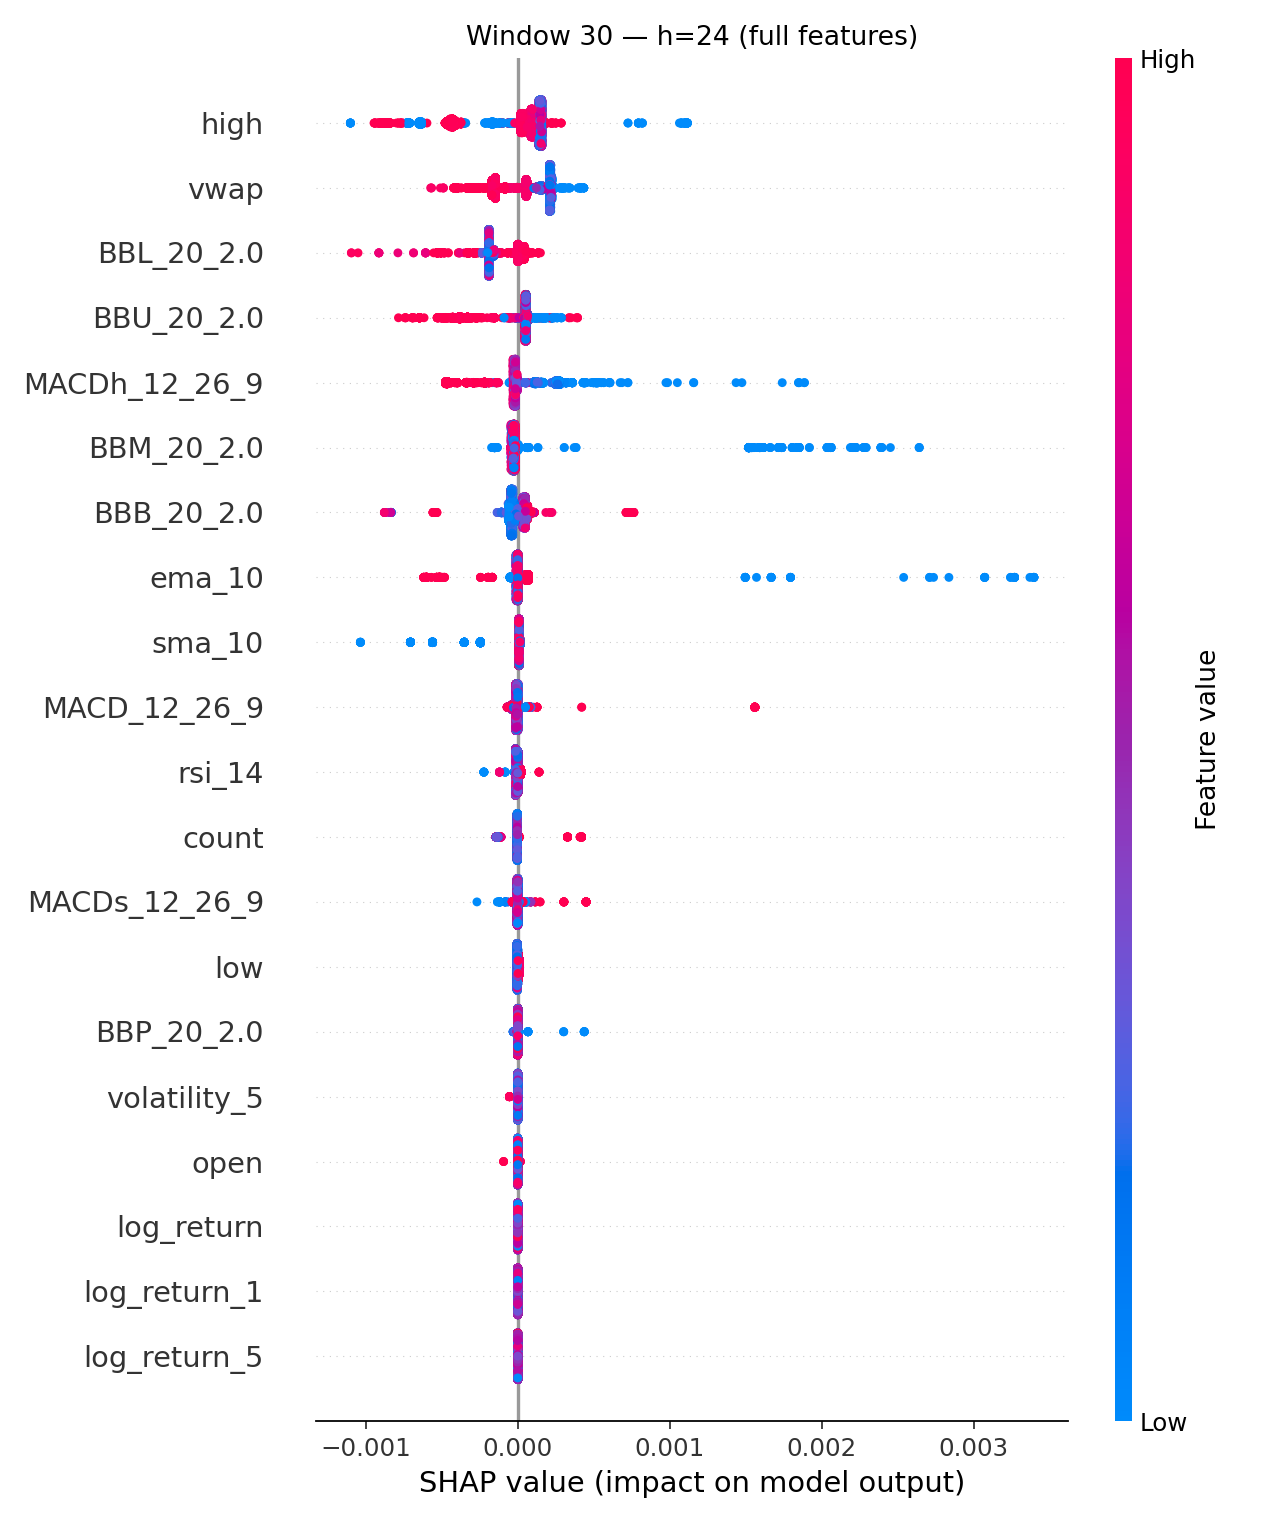 Window 30 — h=24 (full features)
High
high
vwap
BBL_20_2.0
BBU_20_2.0
MACDh_12_26_9
BBM_20_2.0
BBB_20_2.0
ema_10
sma_10
MACD_12_26_9
rsi_14
count
MACDs_12_26_9
low
BBP_20_2.0
volatility_5
open
log_return
log_return_1
log_return_5
Feature value
Low
−0.001 0.000 0.001 0.002 0.003
SHAP value (impact on model output)